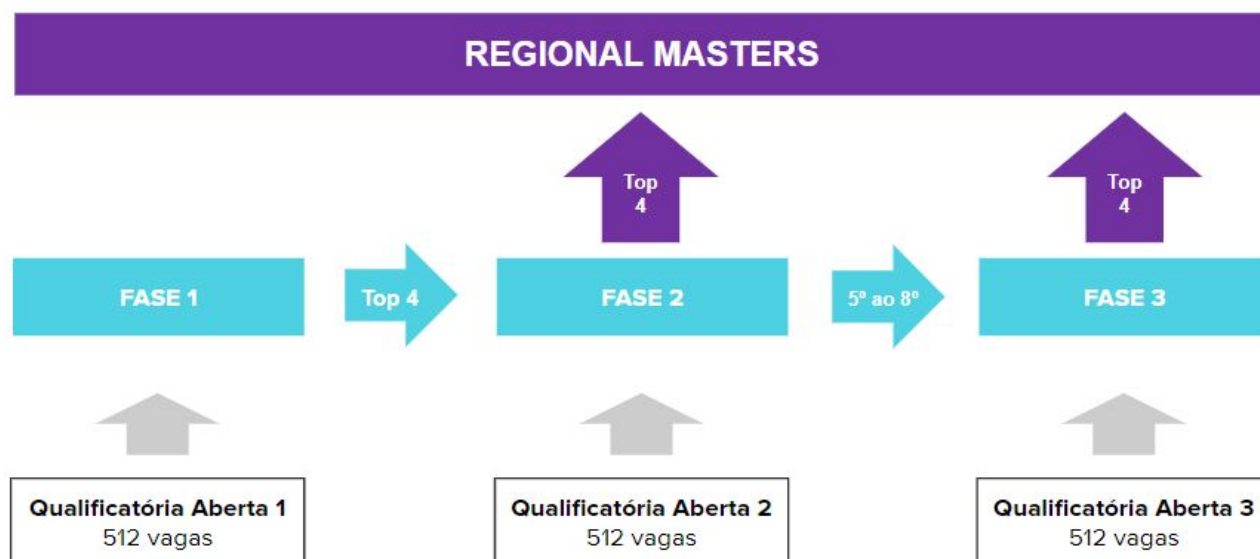 REGIONAL MASTERS
Top
4
Top
4
FASE 1
Top 4
FASE 2
5º ao 8º
FASE 3
Qualificatória Aberta 1
512 vagas
Qualificatória Aberta 2
512 vagas
Qualificatória Aberta 3
512 vagas